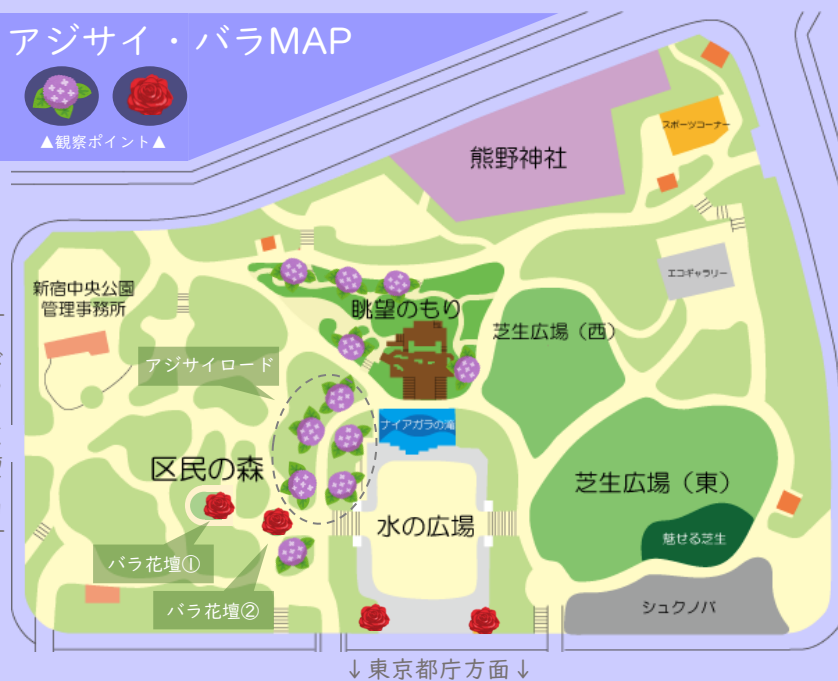 アジサイ・バラMAP
▲観察ポイント▲
熊野神社
スポーツコーナー
エコギャラリー
新宿中央公園
管理事務所
眺望のもり
芝生広場（西）
アジサイロード
ナイアガラの滝
区民の森
芝生広場（東）
水の広場
魅せる芝生
バラ花壇①
バラ花壇②
シュクノバ
↓東京都庁方面↓